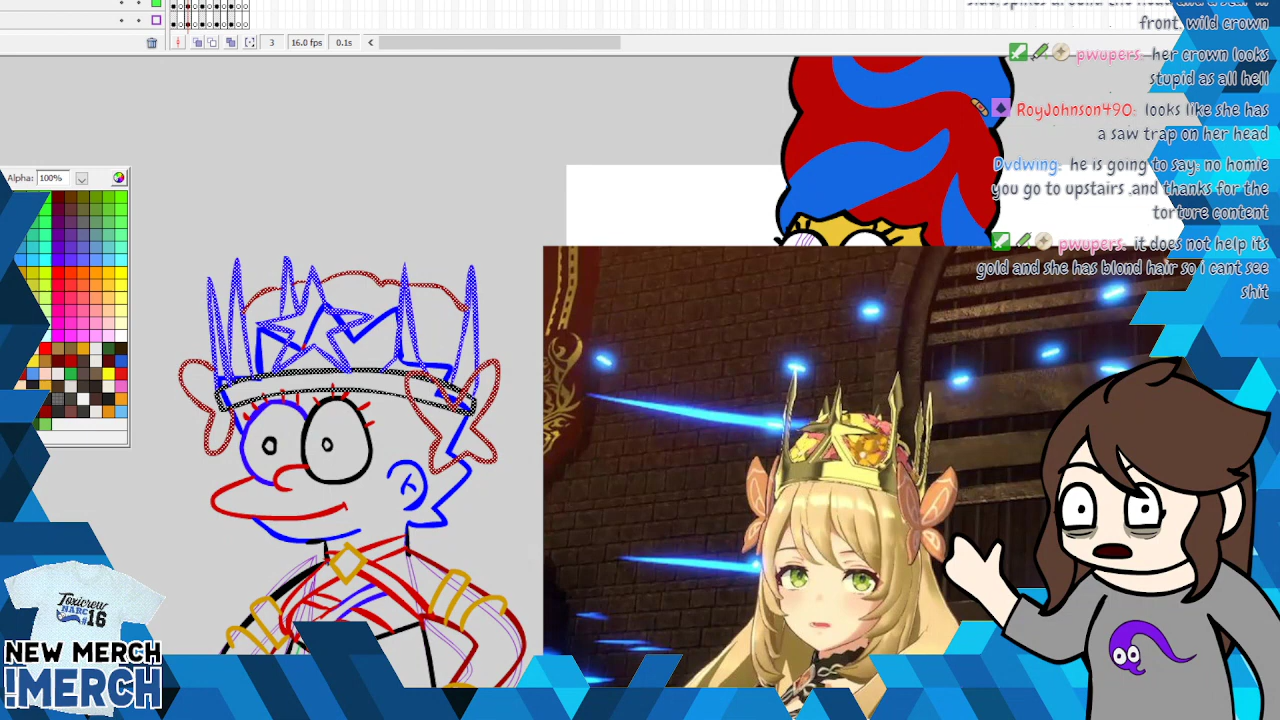 3 16.0 fps 0.1s
front, wild crown
pwupers: her crown looks
stupid as all hell
RoyJohnson490: looks like she has
a saw trap on her head
Dvdwing: he is going to say: no homie
you go to upstairs .and thanks for the
torture content
pwupers: it does not help its
gold and she has blond hair so i cant see
shit
Alpha: 100%
Toxicrew
NARC
#16
NEW MERCH
!MERCH